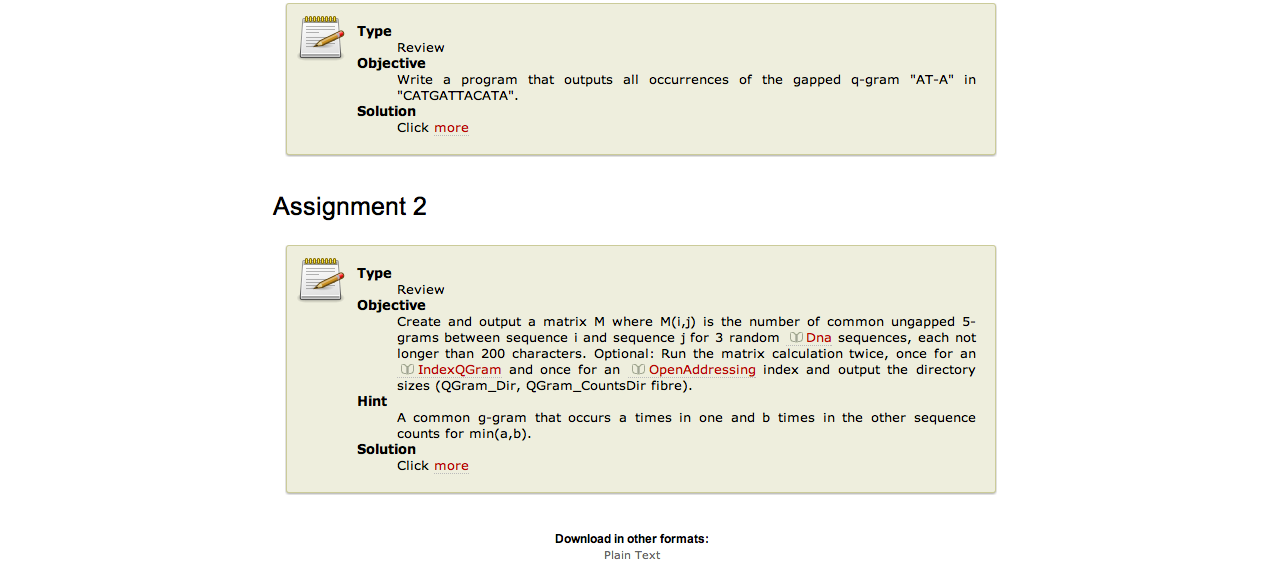 Type
Review
Objective
Write a program that outputs all occurrences of the gapped q-gram "AT-A" in
"CATGATTACATA".
Solution
Click more
Assignment 2
Type
Review
Objective
Create and output a matrix M where M(i,j) is the number of common ungapped 5-
grams between sequence i and sequence j for 3 random Dna sequences, each not
longer than 200 characters. Optional: Run the matrix calculation twice, once for an
IndexQGram and once for an OpenAddressing index and output the directory
sizes (QGram_Dir, QGram_CountsDir fibre).
Hint
A common g-gram that occurs a times in one and b times in the other sequence
counts for min(a,b).
Solution
Click more
Download in other formats:
Plain Text